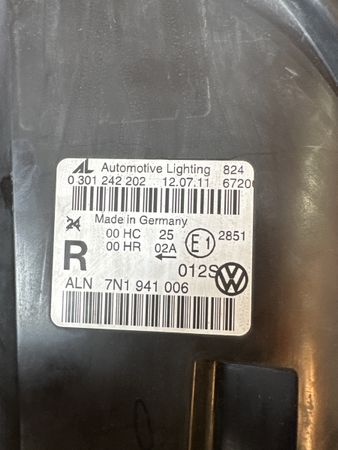 AL Automotive Lighting 824
0 301 242 202 12.07.11 6720
Made in Germany
00 HC 25 E1 2851
00 HR 02A ←
R 012S
ALN 7N1 941 006